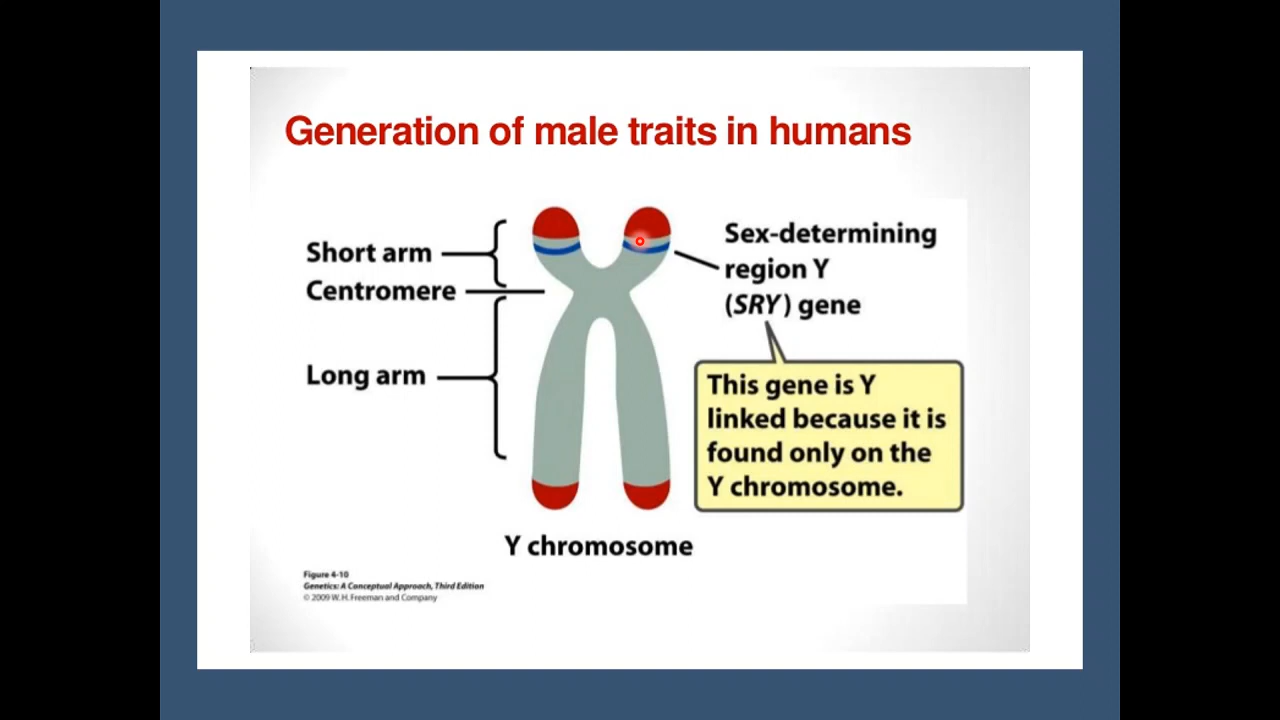 Generation of male traits in humans
Short arm
Centromere
Long arm
Sex-determining
region Y
(SRY) gene
This gene is Y
linked because it is
found only on the
Y chromosome.
Y chromosome
Figure 4-10
Genetics: A Conceptual Approach, Third Edition
© 2009 W. H. Freeman and Company